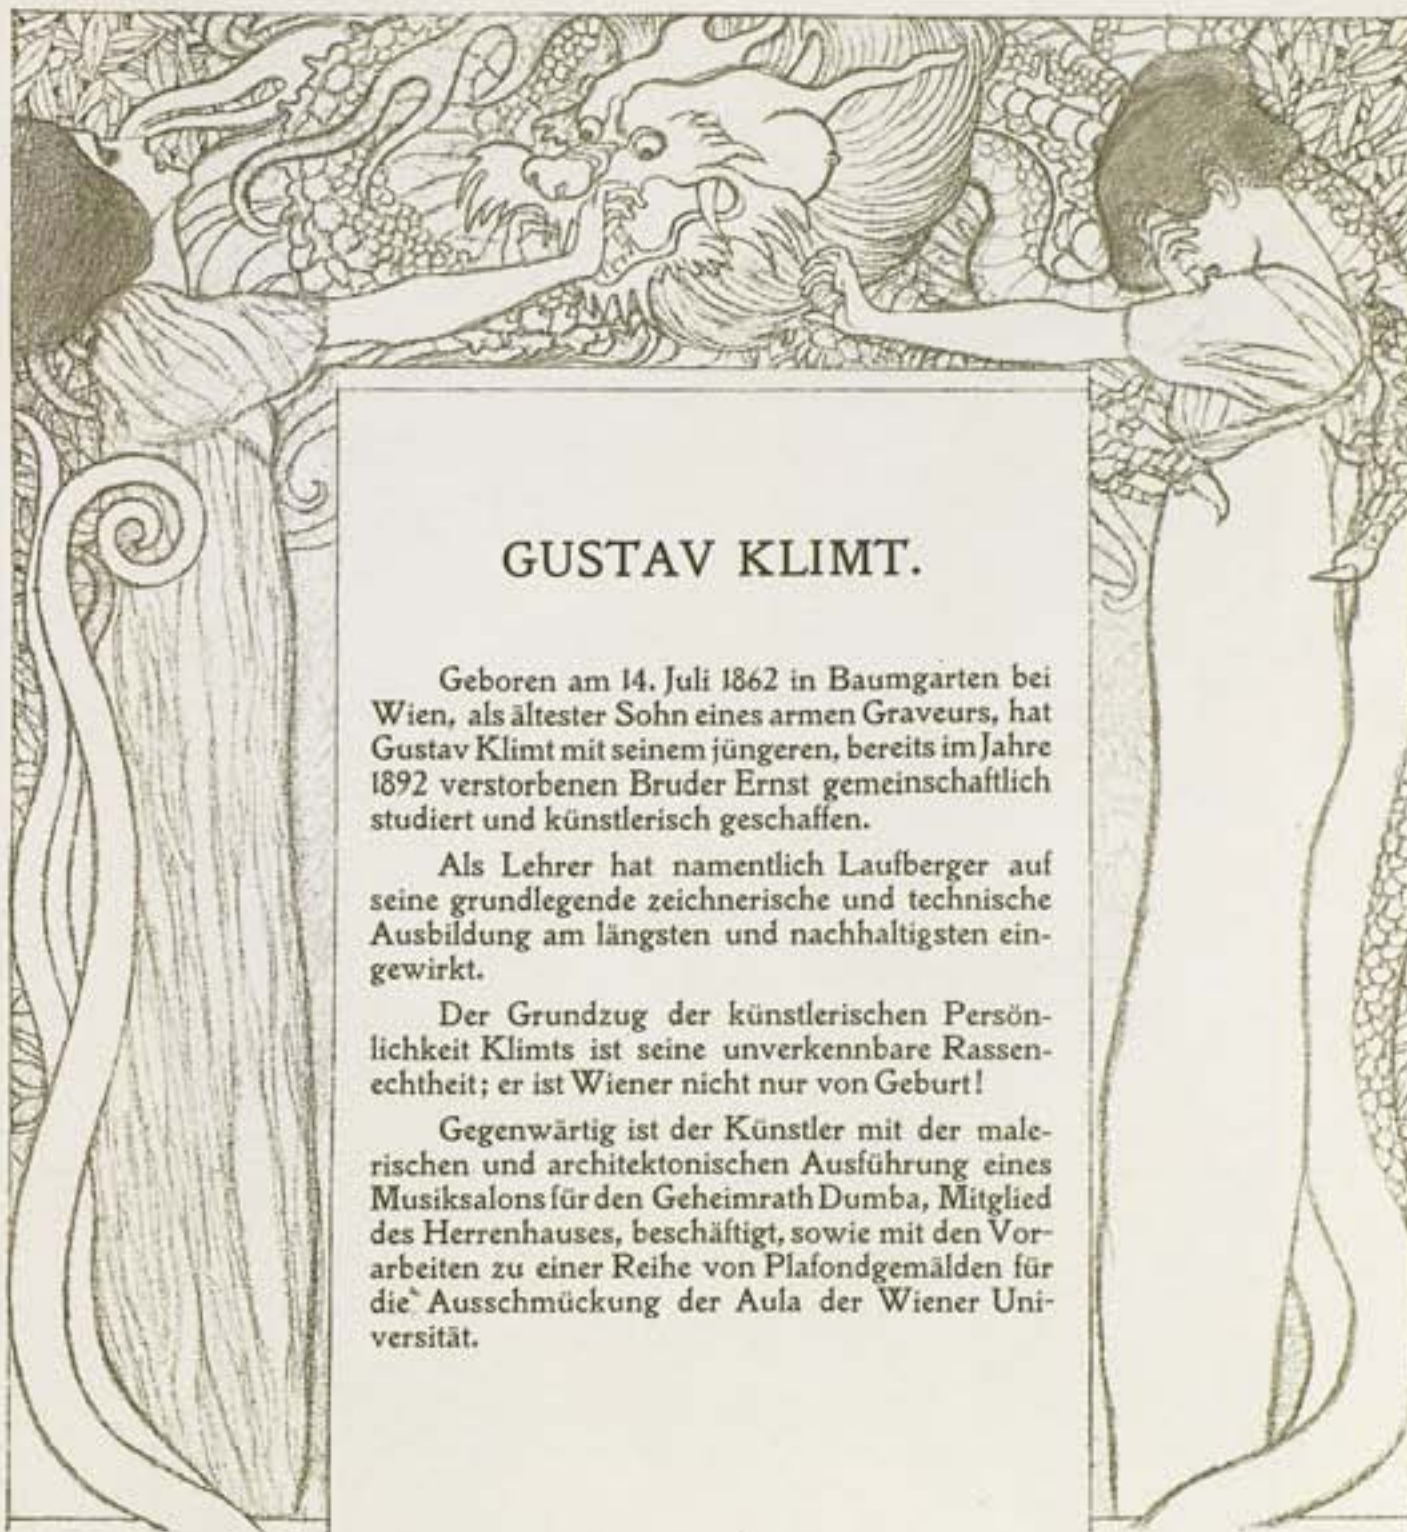 GUSTAV KLIMT.
Geboren am 14. Juli 1862 in Baumgarten bei
Wien, als ältester Sohn eines armen Graveurs, hat
Gustav Klimt mit seinem jüngeren, bereits im Jahre
1892 verstorbenen Bruder Ernst gemeinschaftlich
studiert und künstlerisch geschaffen.
Als Lehrer hat namentlich Laufberger auf
seine grundlegende zeichnerische und technische
Ausbildung am längsten und nachhaltigsten ein-
gewirkt.
Der Grundzug der künstlerischen Persön-
lichkeit Klimts ist seine unverkennbare Rassen-
echtheit; er ist Wiener nicht nur von Geburt!
Gegenwärtig ist der Künstler mit der male-
rischen und architektonischen Ausführung eines
Musiksalons für den Geheimrath Dumba, Mitglied
des Herrenhauses, beschäftigt, sowie mit den Vor-
arbeiten zu einer Reihe von Plafondgemälden für
die Ausschmückung der Aula der Wiener Uni-
versität.